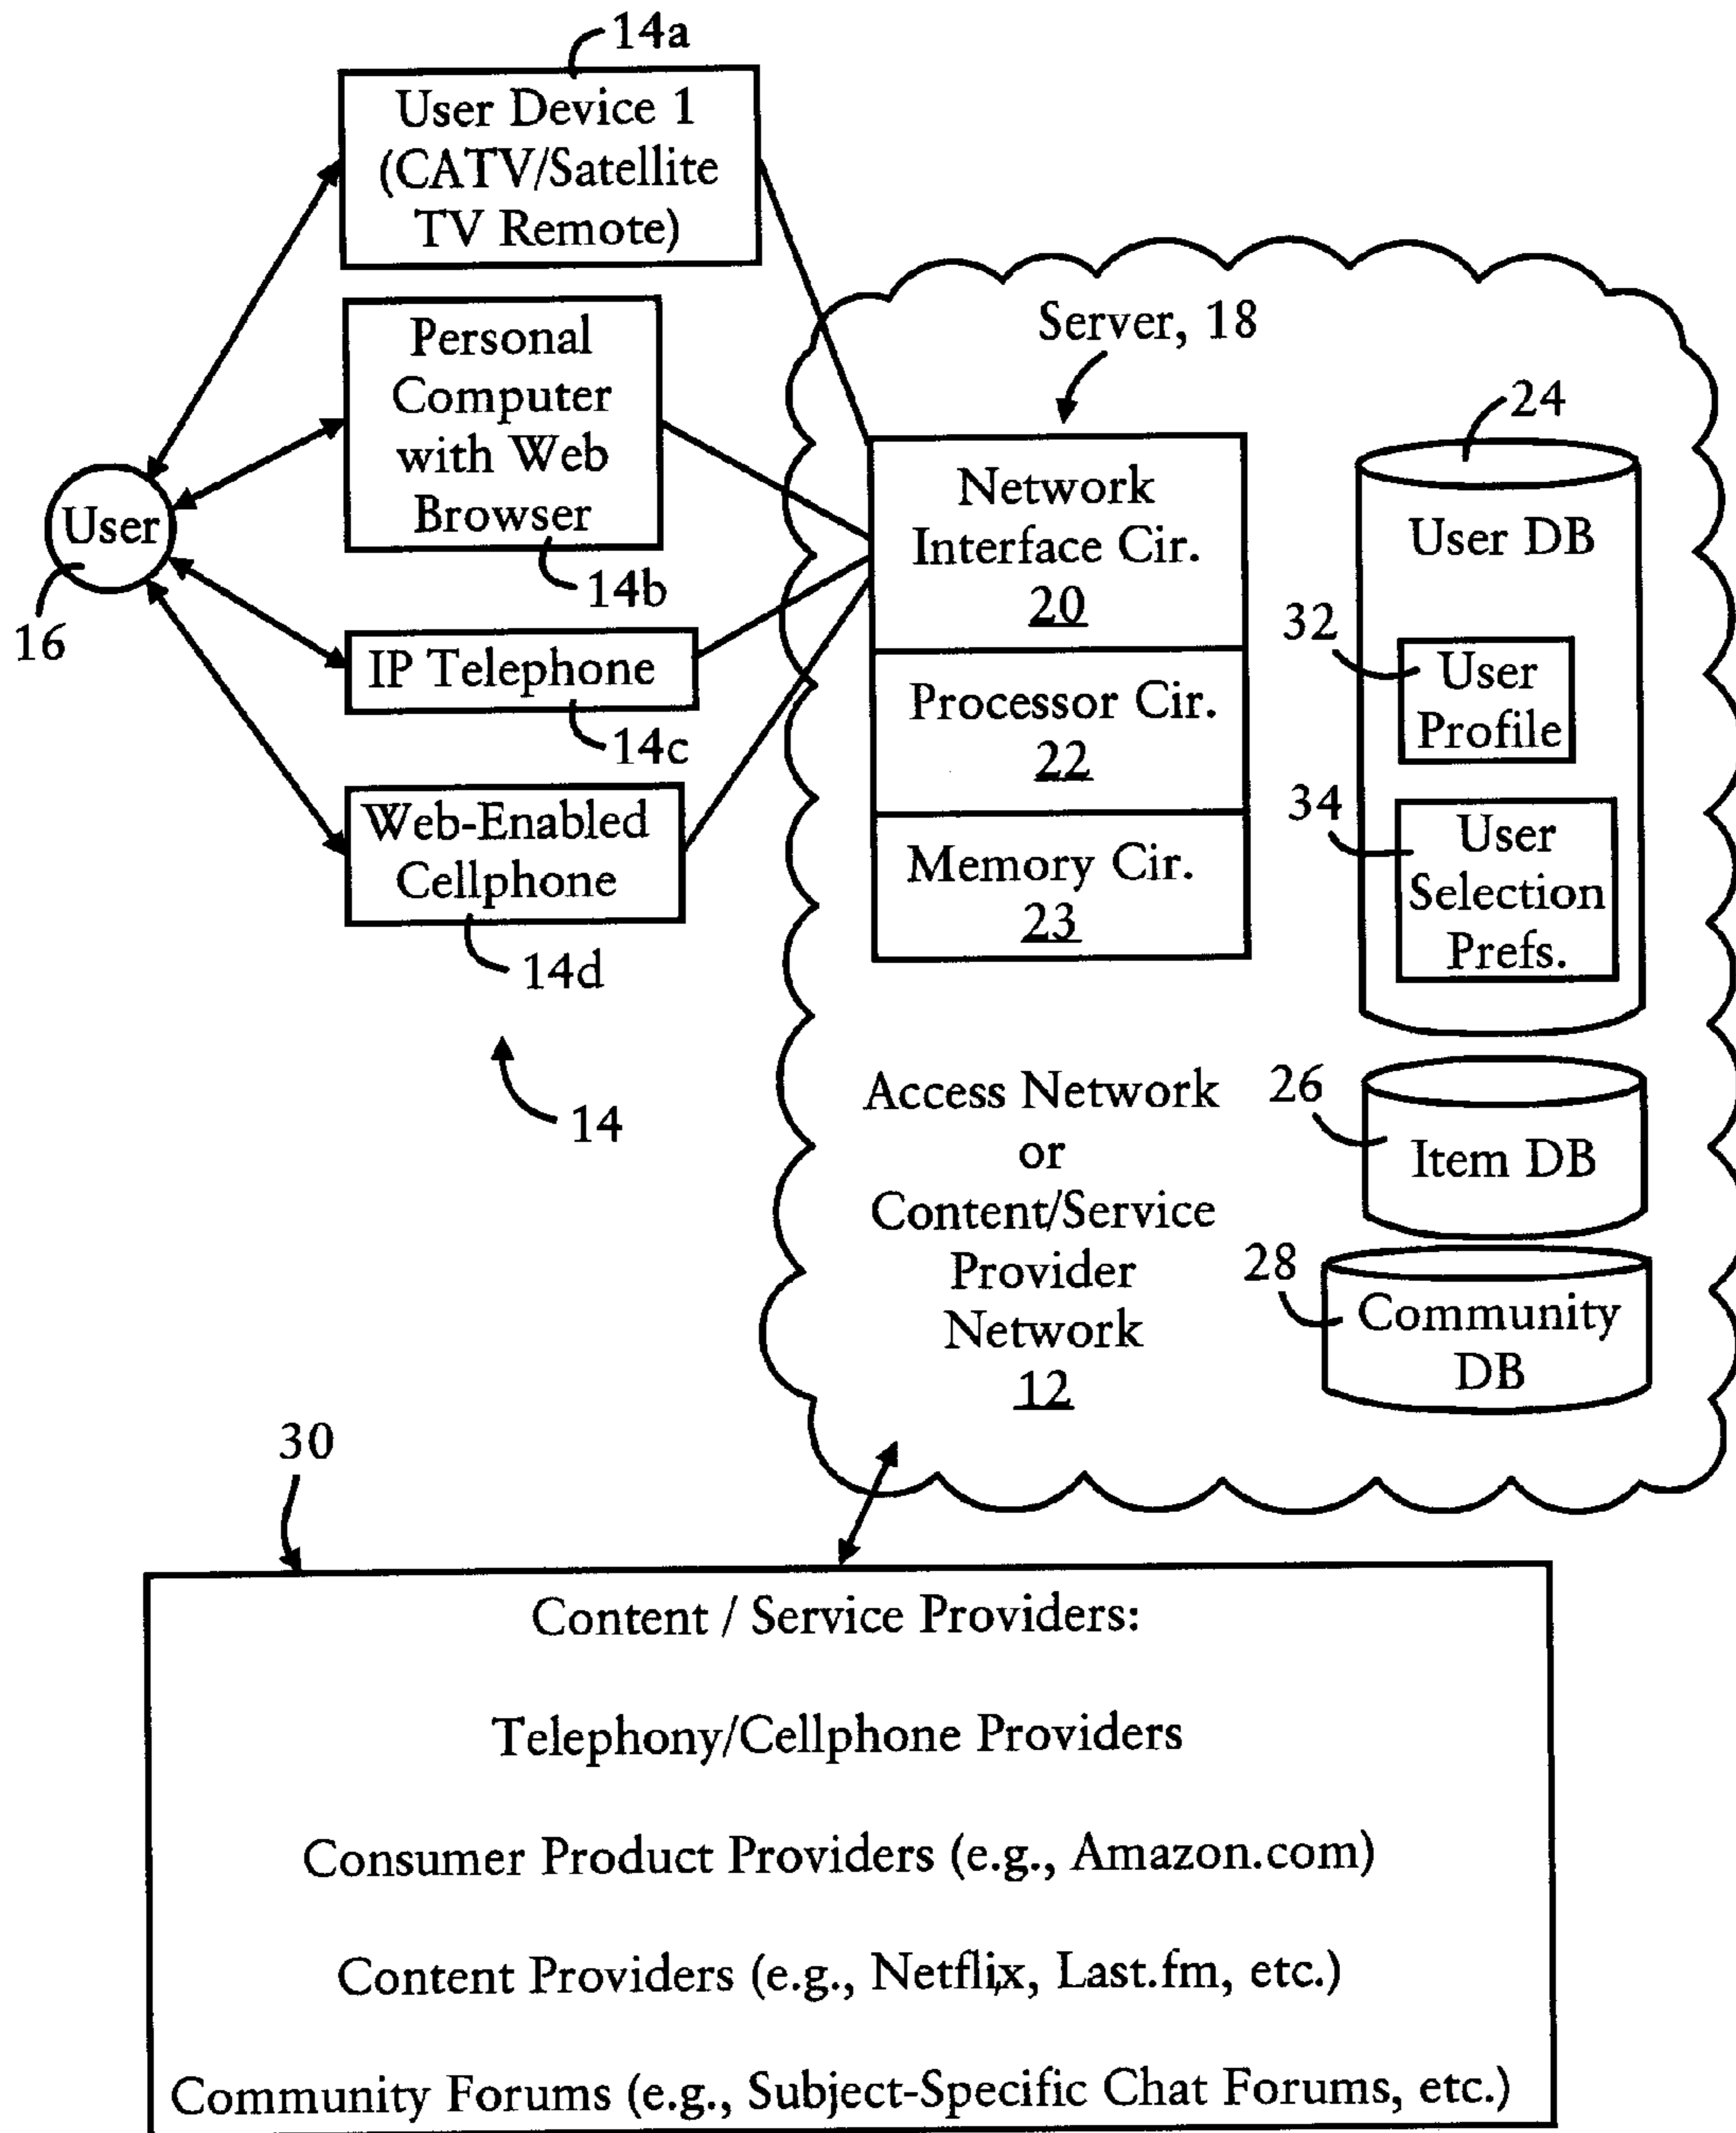 14a
User Device 1
(CATV/Satellite
TV Remote)
Personal
Computer
with Web
Browser
14b
User
16
IP Telephone
14c
Web-Enabled
Cellphone
14d
14
Server, 18
Network
Interface Cir.
20
Processor Cir.
22
Memory Cir.
23
24
User DB
32
User
Profile
34
User
Selection
Prefs.
Access Network
or
Content/Service
Provider
Network
12
26
Item DB
28
Community
DB
30
Content / Service Providers:
Telephony/Cellphone Providers
Consumer Product Providers (e.g., Amazon.com)
Content Providers (e.g., Netflix, Last.fm, etc.)
Community Forums (e.g., Subject-Specific Chat Forums, etc.)